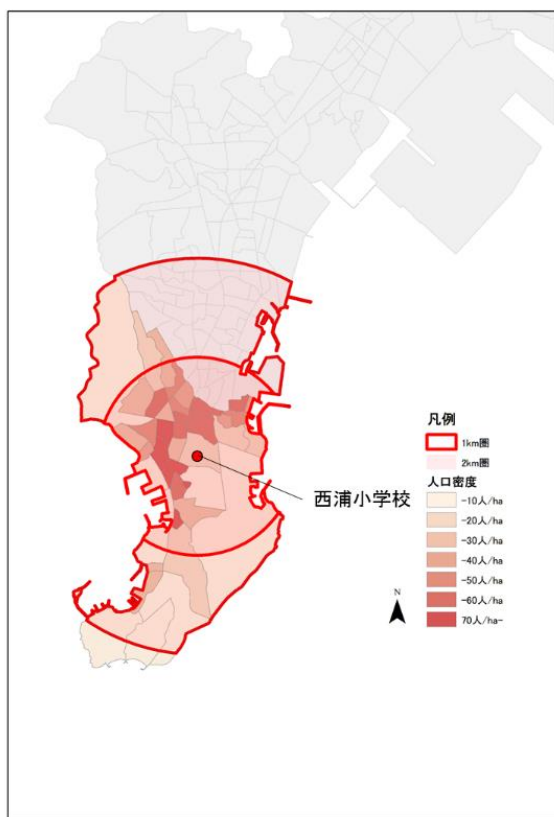 凡例
1km圏
2km圏
人口密度
-10人/ha
-20人/ha
-30人/ha
-40人/ha
-50人/ha
-60人/ha
70人/ha-
西浦小学校
N